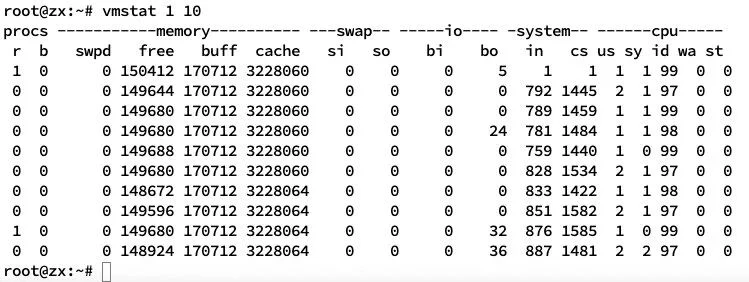 root@zx:~# vmstat 1 10
procs -----------memory---------- ---swap-- -----io---- -system-- ------cpu-----
 r  b   swpd   free   buff  cache   si   so    bi    bo   in   cs us sy id wa st
 1  0      0 150412 170712 3228060    0    0     0     5    1    1  1  1 99  0  0
 0  0      0 149644 170712 3228060    0    0     0     0  792 1445  2  1 97  0  0
 0  0      0 149680 170712 3228060    0    0     0     0  789 1459  1  1 99  0  0
 0  0      0 149680 170712 3228060    0    0     0    24  781 1484  1  1 98  0  0
 0  0      0 149688 170712 3228060    0    0     0     0  759 1440  1  0 99  0  0
 0  0      0 149680 170712 3228060    0    0     0     0  828 1534  2  1 97  0  0
 0  0      0 148672 170712 3228064    0    0     0     0  833 1422  1  1 98  0  0
 0  0      0 149596 170712 3228064    0    0     0     0  851 1582  2  1 97  0  0
 1  0      0 149680 170712 3228064    0    0     0    32  876 1585  1  0 99  0  0
 0  0      0 148924 170712 3228064    0    0     0    36  887 1481  2  2 97  0  0
root@zx:~#